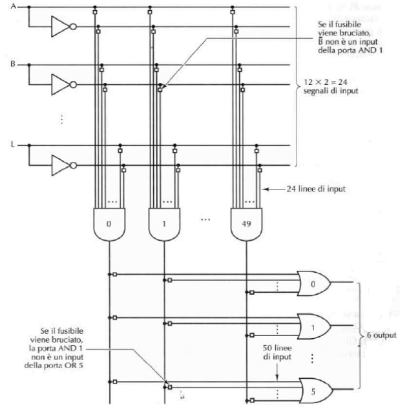 A
Se il fusibile
viene bruciato,
B non è un input
della porta AND 1
B
12 × 2 = 24
segnali di input
L
24 linee di input
0
1
...
49
0
Se il fusibile
viene bruciato,
la porta AND 1
non è un input
della porta OR 5
1
6 output
50 linee
di input
5